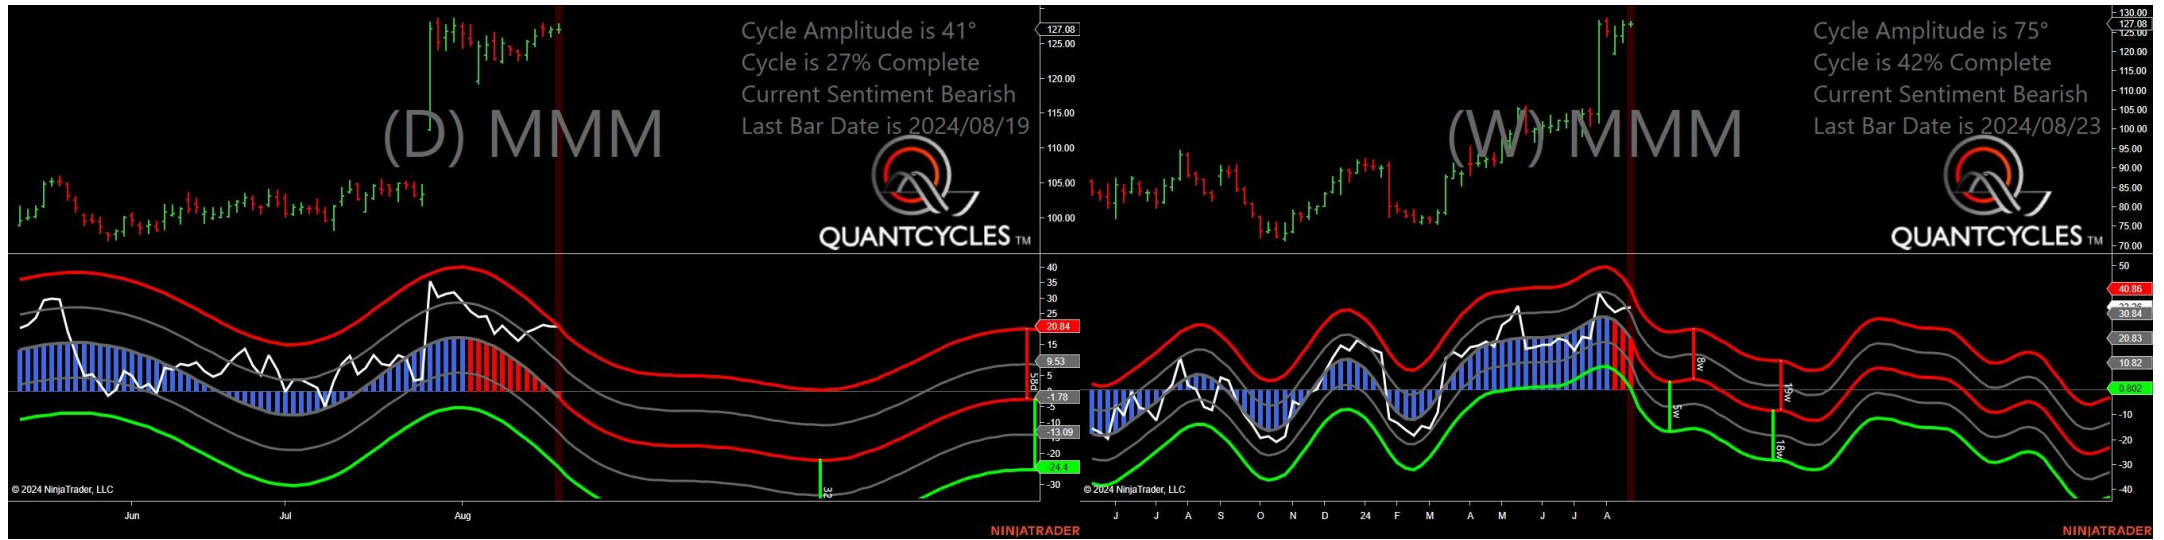 Cycle Amplitude is 41°
Cycle is 27% Complete
Current Sentiment Bearish
Last Bar Date is 2024/08/19
(D) MMM
QUANTCYCLES TM
127.08
125.00
120.00
115.00
110.00
105.00
100.00
40
35
30
25
20.84
15
9.53
5
-1.78
-5
-10
-13.09
-20
-24.4
-30
58d
32
© 2024 NinjaTrader, LLC
Jun
Jul
Aug
NINJATRADER
Cycle Amplitude is 75°
Cycle is 42% Complete
Current Sentiment Bearish
Last Bar Date is 2024/08/23
(W) MMM
QUANTCYCLES TM
130.00
127.08
125.00
120.00
115.00
110.00
105.00
100.00
95.00
90.00
85.00
80.00
75.00
70.00
50
40.86
30.84
20.83
10.82
0.802
-10
-20
-30
-40
8w
5w
19w
18w
© 2024 NinjaTrader, LLC
J
J
A
S
O
N
D
24
F
M
A
M
J
J
A
NINJATRADER